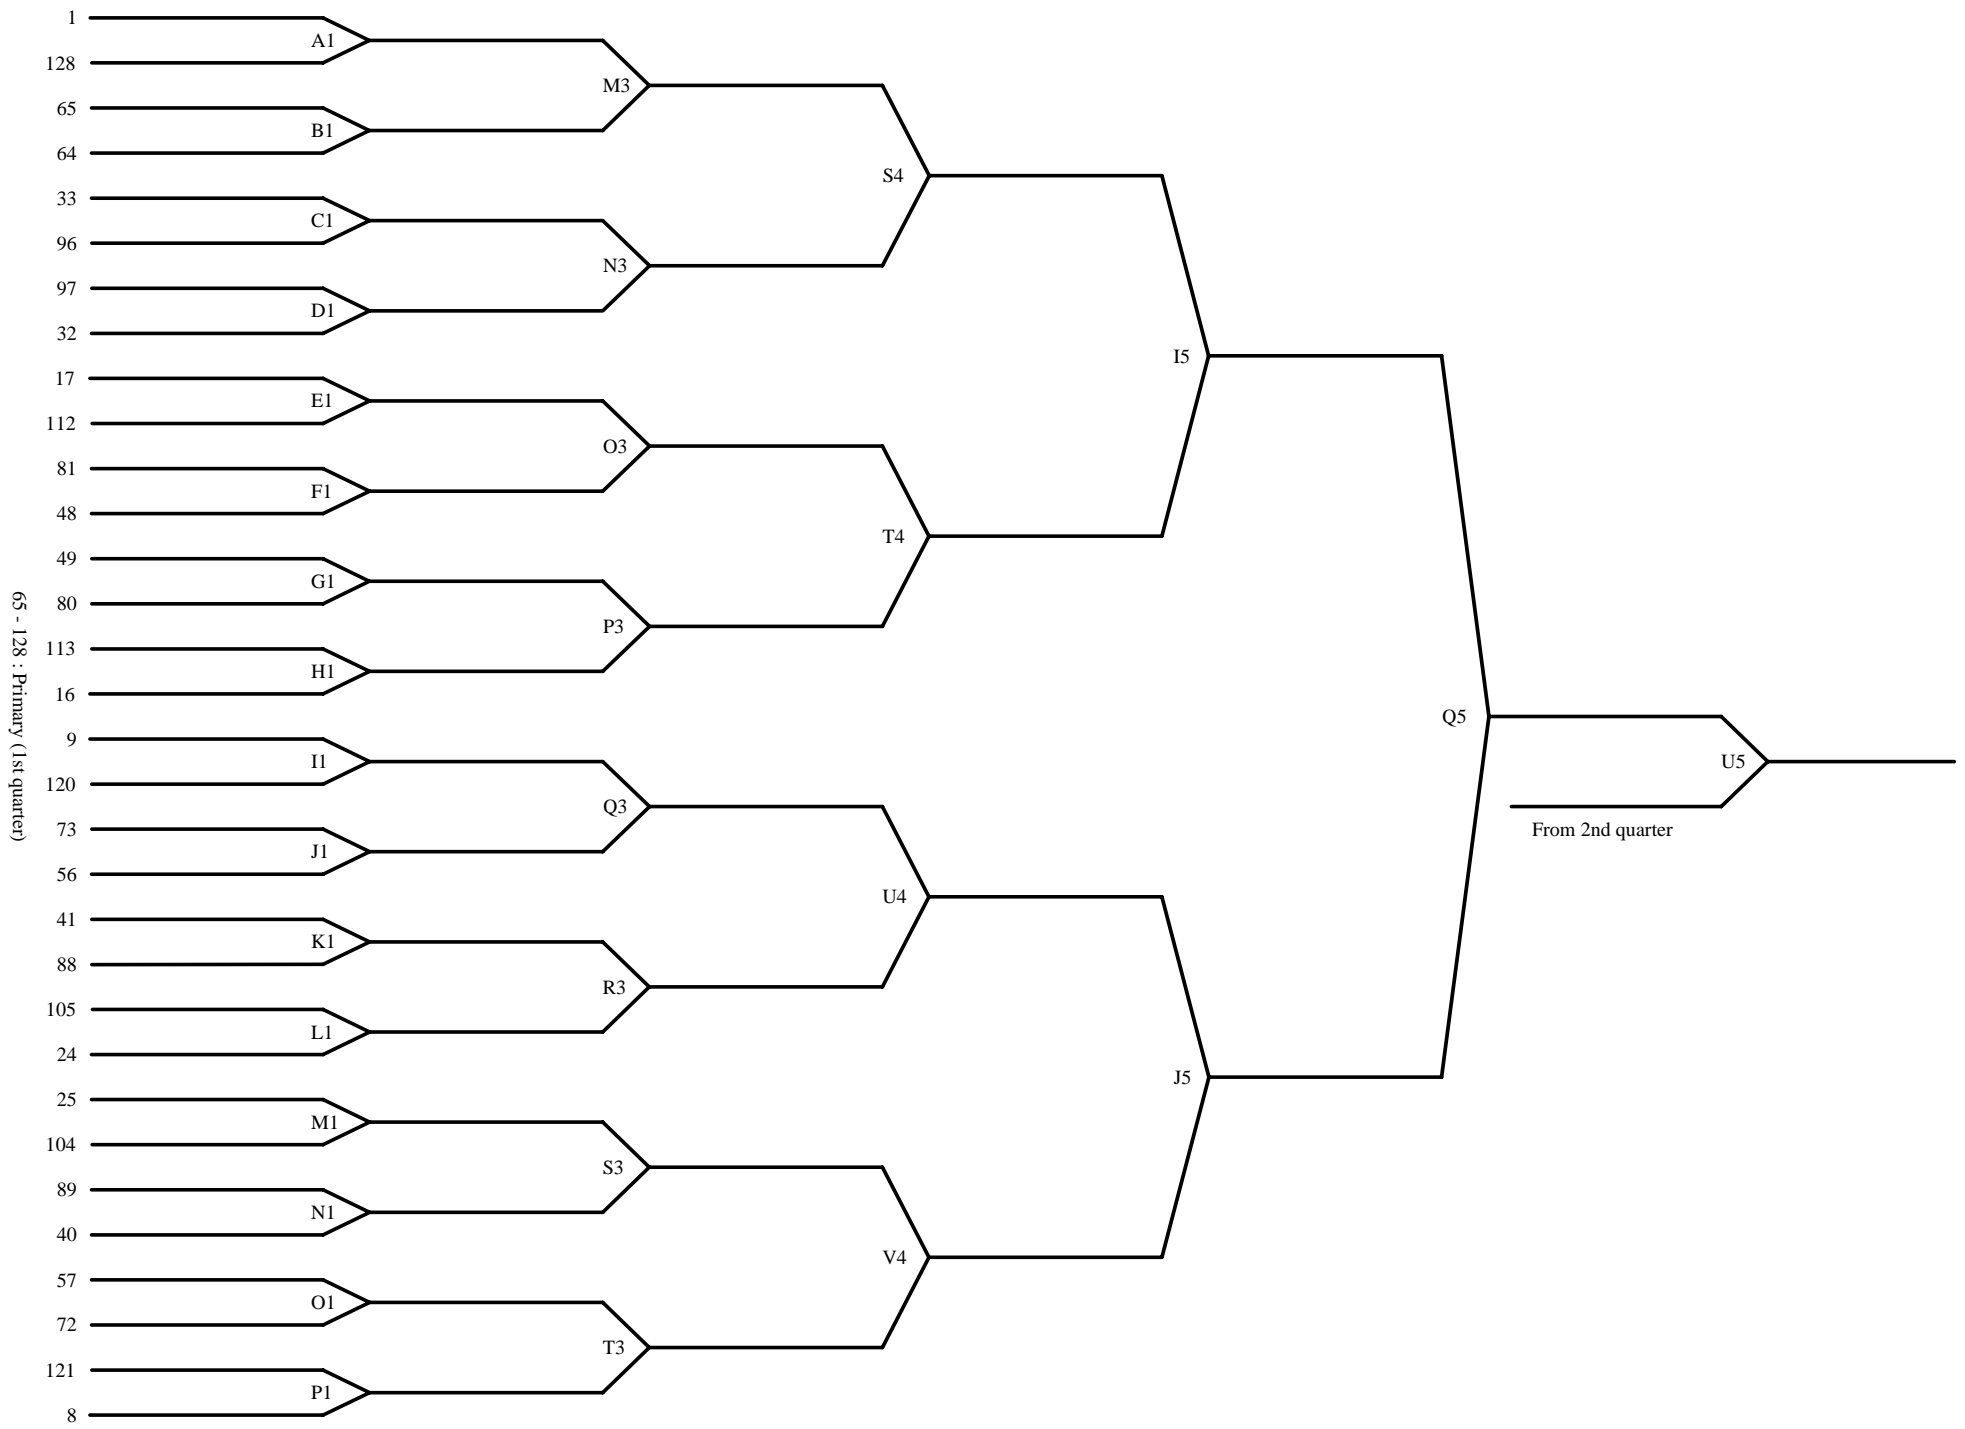 1
A1
128
M3
65
B1
64
S4
33
C1
96
N3
97
D1
32
I5
17
E1
112
O3
81
F1
48
T4
49
G1
80
P3
113
H1
16
65 - 128 : Primary (1st quarter)
Q5
9
I1
120
U5
Q3
73
From 2nd quarter
J1
56
U4
41
K1
88
R3
105
L1
24
J5
25
M1
104
S3
89
N1
40
V4
57
O1
72
T3
121
P1
8